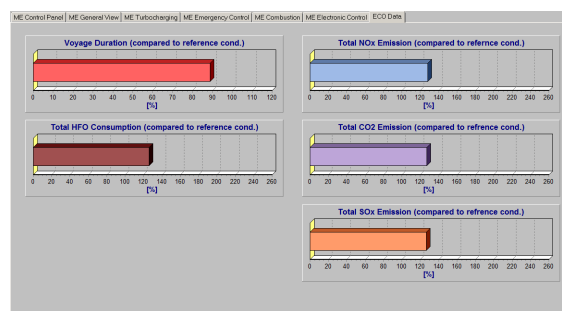 ME Control Panel ME General View ME Turbocharging ME Emergency Control ME Combustion ME Electronic Control ECO Data
Voyage Duration (compared to reference cond.)
0 10 20 30 40 50 60 70 80 90 100 110 120
[%]
Total NOx Emission (compared to refernce cond.)
0 20 40 60 80 100 120 140 160 180 200 220 240 260
[%]
Total HFO Consumption (compared to reference cond.)
0 20 40 60 80 100 120 140 160 180 200 220 240 260
[%]
Total CO2 Emission (compared to refrence cond.)
0 20 40 60 80 100 120 140 160 180 200 220 240 260
[%]
Total SOx Emission (compared to refrence cond.)
0 20 40 60 80 100 120 140 160 180 200 220 240 260
[%]